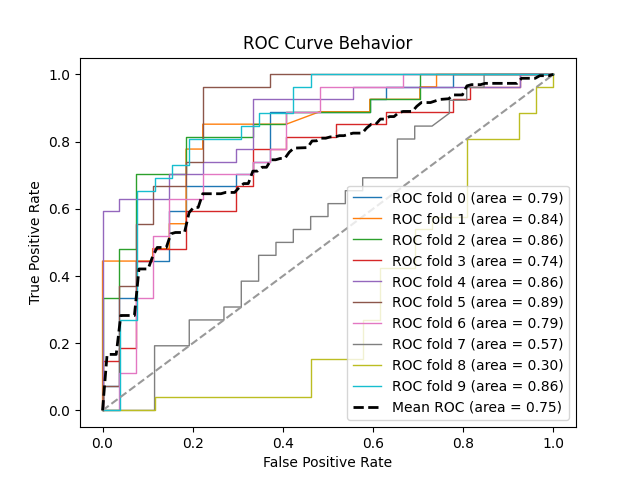 ROC Curve Behavior
True Positive Rate
1.0
0.8
0.6
0.4
0.2
0.0
ROC fold 0 (area = 0.79)
ROC fold 1 (area = 0.84)
ROC fold 2 (area = 0.86)
ROC fold 3 (area = 0.74)
ROC fold 4 (area = 0.86)
ROC fold 5 (area = 0.89)
ROC fold 6 (area = 0.79)
ROC fold 7 (area = 0.57)
ROC fold 8 (area = 0.30)
ROC fold 9 (area = 0.86)
Mean ROC (area = 0.75)
0.0 0.2 0.4 0.6 0.8 1.0
False Positive Rate